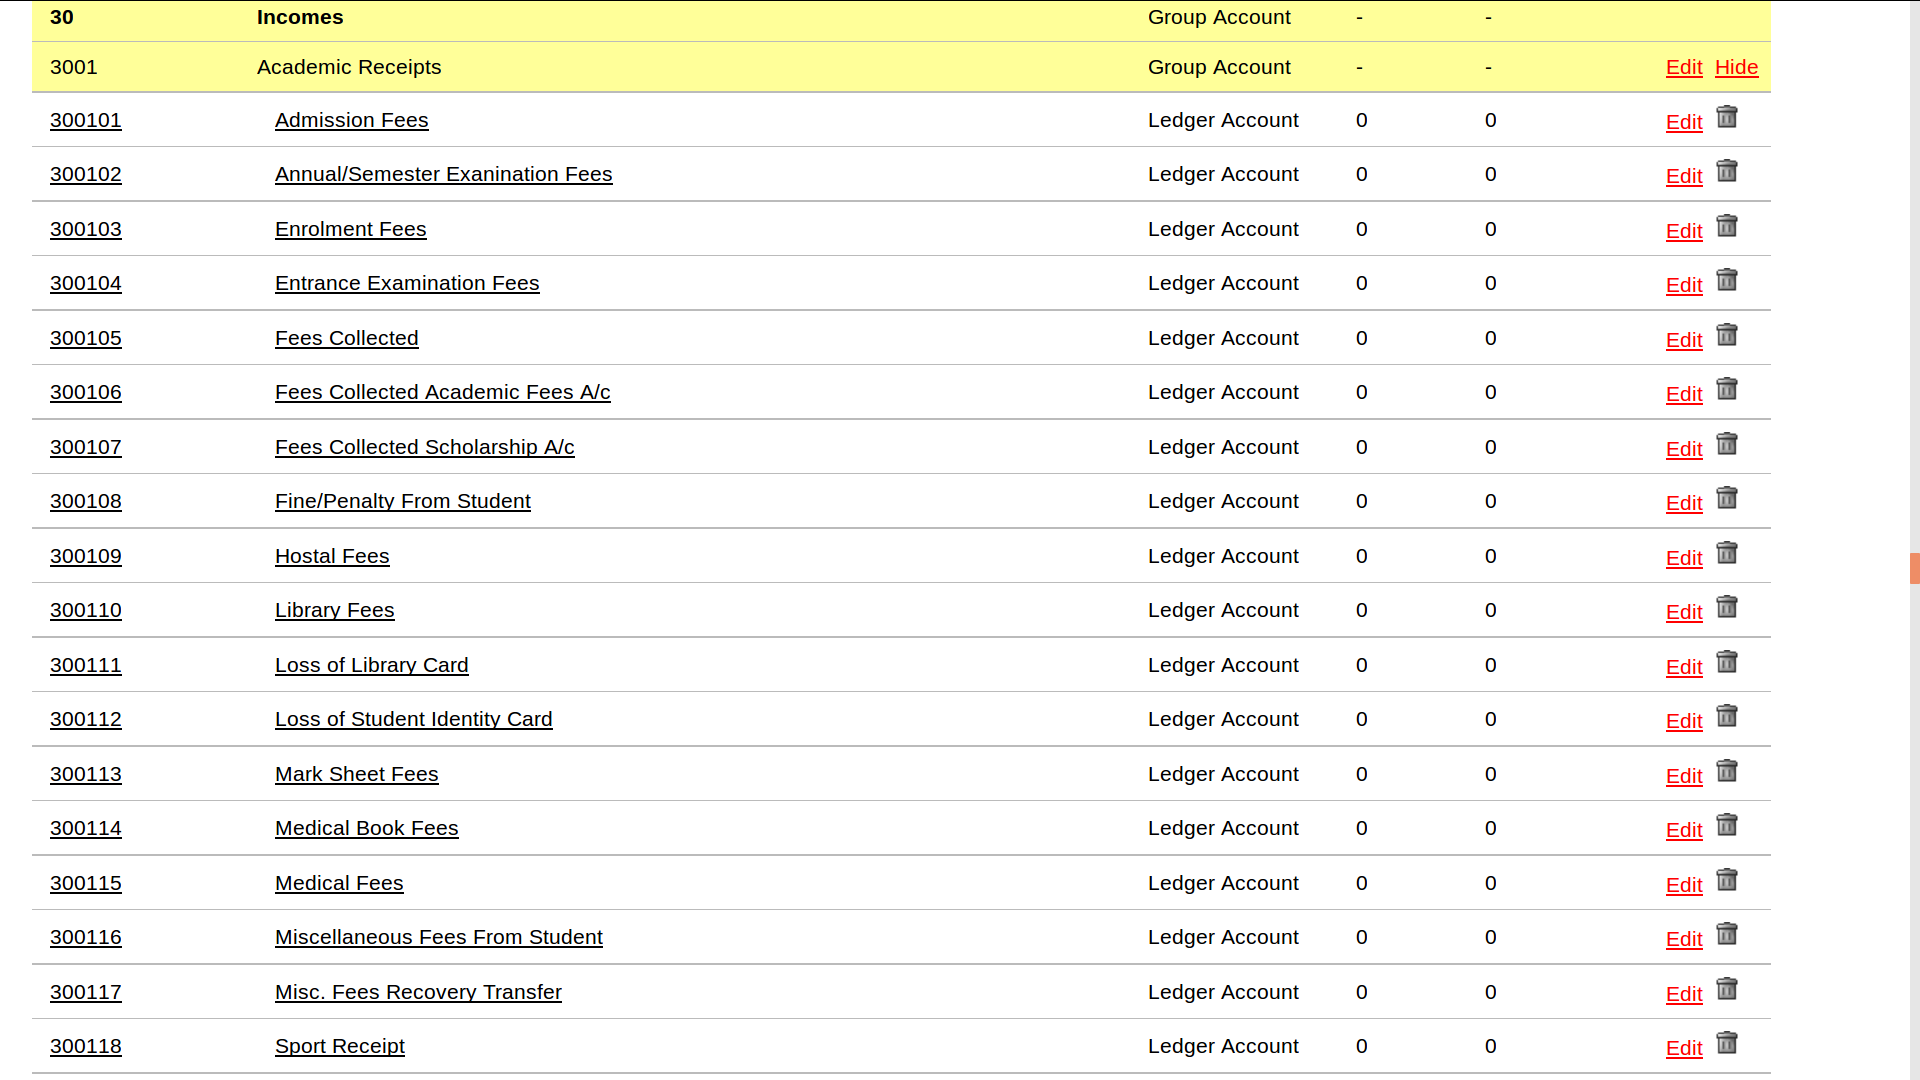 30 Incomes Group Account - -
3001 Academic Receipts Group Account - - Edit Hide
300101 Admission Fees Ledger Account 0 0 Edit
300102 Annual/Semester Exanination Fees Ledger Account 0 0 Edit
300103 Enrolment Fees Ledger Account 0 0 Edit
300104 Entrance Examination Fees Ledger Account 0 0 Edit
300105 Fees Collected Ledger Account 0 0 Edit
300106 Fees Collected Academic Fees A/c Ledger Account 0 0 Edit
300107 Fees Collected Scholarship A/c Ledger Account 0 0 Edit
300108 Fine/Penalty From Student Ledger Account 0 0 Edit
300109 Hostal Fees Ledger Account 0 0 Edit
300110 Library Fees Ledger Account 0 0 Edit
300111 Loss of Library Card Ledger Account 0 0 Edit
300112 Loss of Student Identity Card Ledger Account 0 0 Edit
300113 Mark Sheet Fees Ledger Account 0 0 Edit
300114 Medical Book Fees Ledger Account 0 0 Edit
300115 Medical Fees Ledger Account 0 0 Edit
300116 Miscellaneous Fees From Student Ledger Account 0 0 Edit
300117 Misc. Fees Recovery Transfer Ledger Account 0 0 Edit
300118 Sport Receipt Ledger Account 0 0 Edit